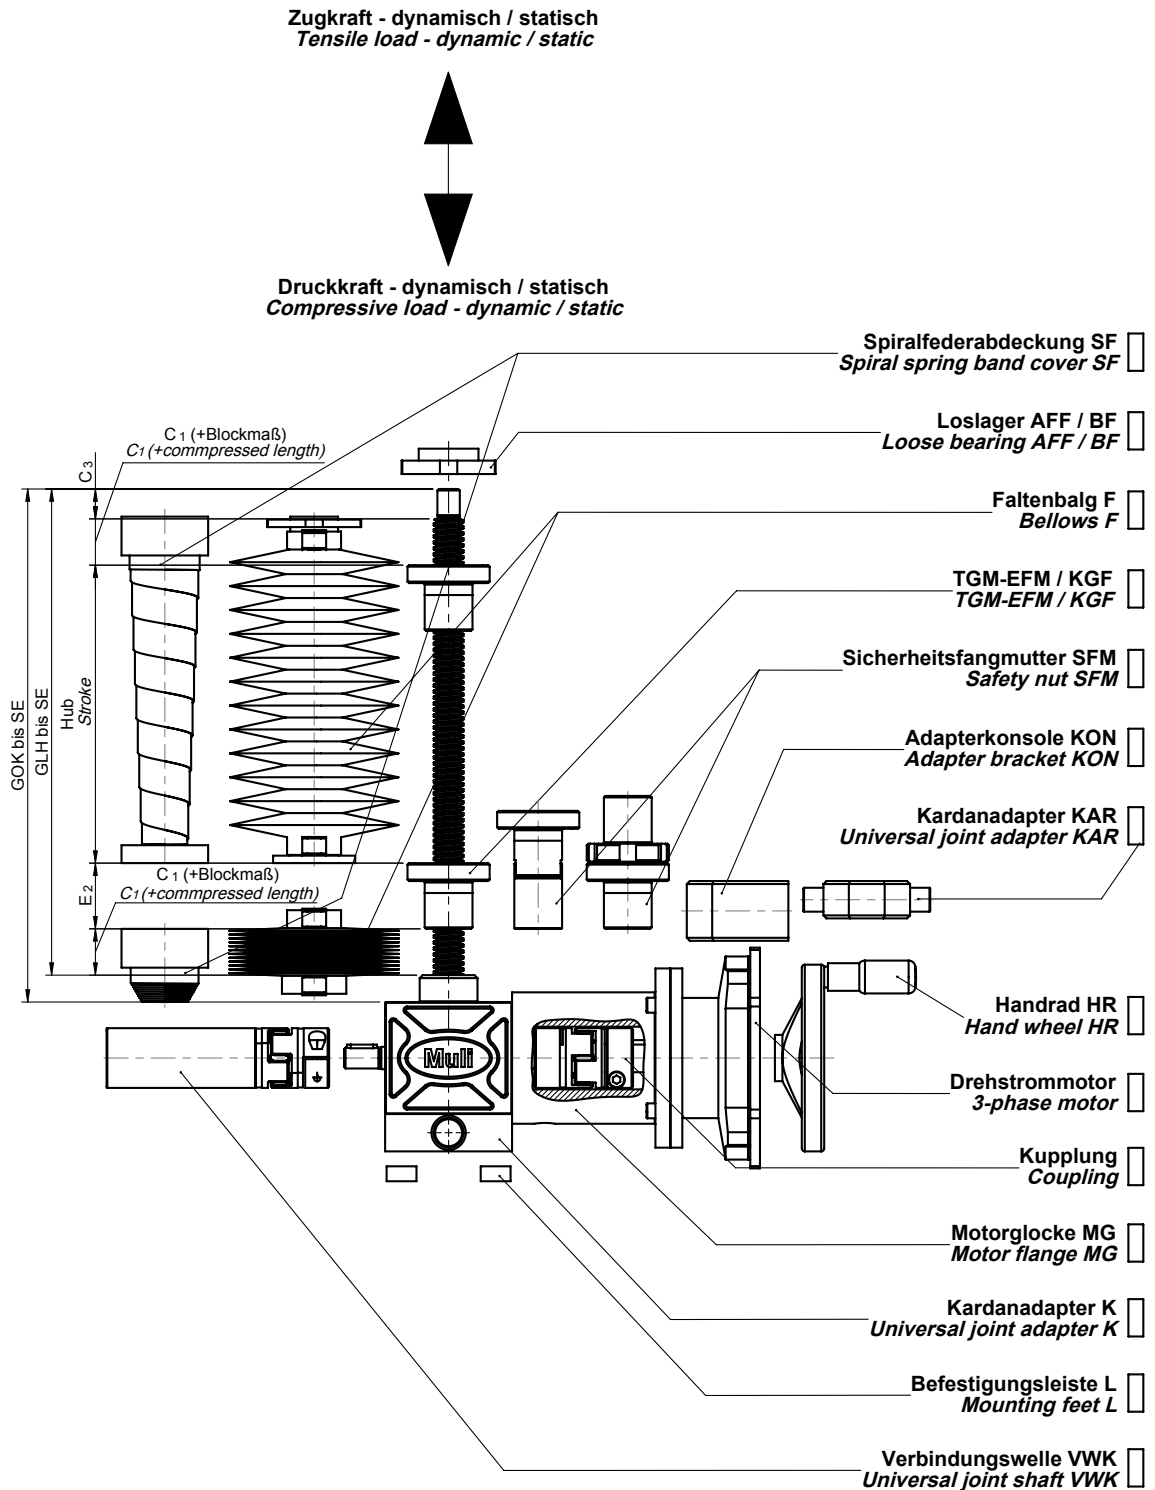 Zugkraft - dynamisch / statisch
Tensile load - dynamic / static
Druckkraft - dynamisch / statisch
Compressive load - dynamic / static
Spiralfederabdeckung SF
Spiral spring band cover SF
C 1 (+Blockmaß)
C1 (+commpressed length)
C 3
Loslager AFF / BF
Loose bearing AFF / BF
Faltenbalg F
Bellows F
TGM-EFM / KGF
TGM-EFM / KGF
Sicherheitsfangmutter SFM
Safety nut SFM
GOK bis SE
GLH bis SE
Hub
Stroke
Adapterkonsole KON
Adapter bracket KON
Kardanadapter KAR
Universal joint adapter KAR
C 1 (+Blockmaß)
C1 (+commpressed length)
E 2
Handrad HR
Hand wheel HR
Muli
Drehstrommotor
3-phase motor
Kupplung
Coupling
Motorglocke MG
Motor flange MG
Kardanadapter K
Universal joint adapter K
Befestigungsleiste L
Mounting feet L
Verbindungswelle VWK
Universal joint shaft VWK